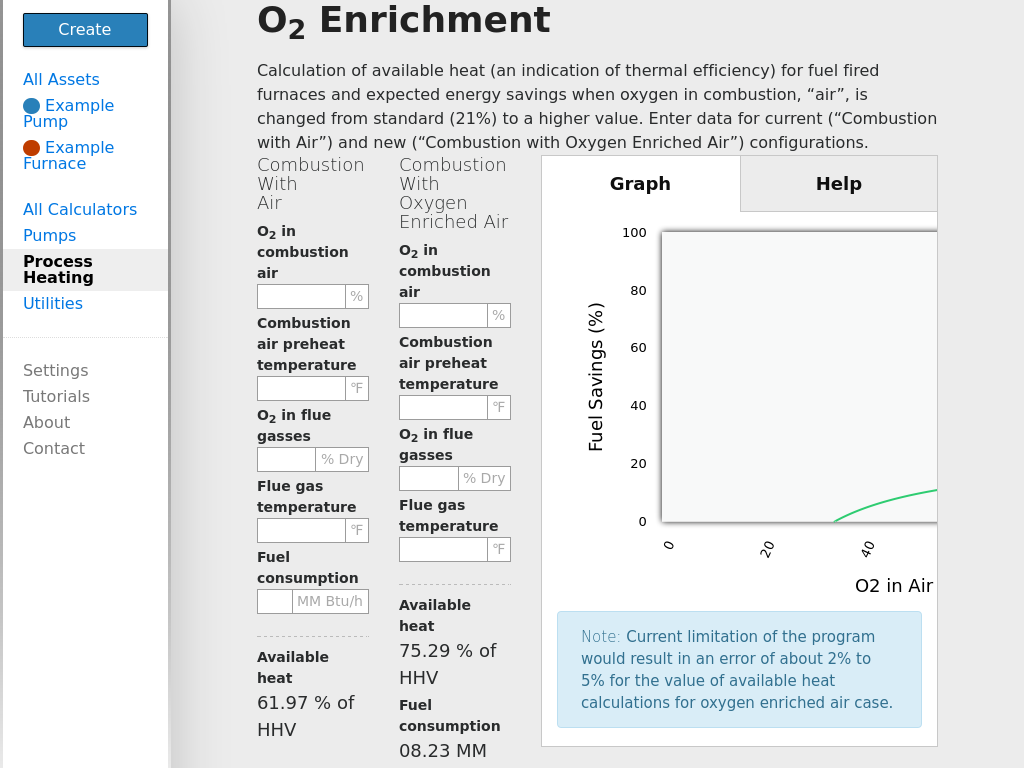 Create
All Assets
Example
Pump
Example
Furnace
All Calculators
Pumps
Process
Heating
Utilities
Settings
Tutorials
About
Contact
O2 Enrichment
Calculation of available heat (an indication of thermal efficiency) for fuel fired
furnaces and expected energy savings when oxygen in combustion, “air”, is
changed from standard (21%) to a higher value. Enter data for current (“Combustion
with Air”) and new (“Combustion with Oxygen Enriched Air”) configurations.
Combustion
With
Air
O2 in
combustion
air
%
Combustion
air preheat
temperature
°F
O2 in flue
gasses
% Dry
Flue gas
temperature
°F
Fuel
consumption
MM Btu/h
Available
heat
61.97 % of
HHV
Combustion
With
Oxygen
Enriched Air
O2 in
combustion
air
%
Combustion
air preheat
temperature
°F
O2 in flue
gasses
% Dry
Flue gas
temperature
°F
Available
heat
75.29 % of
HHV
Fuel
consumption
08.23 MM
Graph
Help
Fuel Savings (%)
100
80
60
40
20
0
0
20
40
O2 in Air
Note: Current limitation of the program
would result in an error of about 2% to
5% for the value of available heat
calculations for oxygen enriched air case.